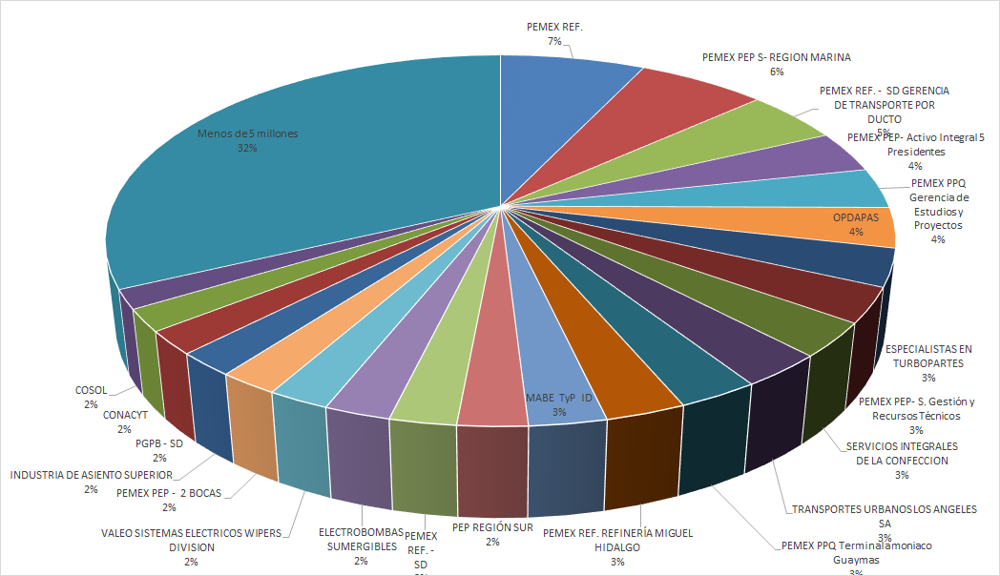 PEMEX REF.
7%
PEMEX PEP S- REGION MARINA
6%
PEMEX REF. - SD GERENCIA
DE TRANSPORTE POR
DUCTO
5%
PEMEX PEP- Activo Integral 5
Presidentes
4%
PEMEX PPQ
Gerencia de
Estudios y
Proyectos
4%
OPDAPAS
4%
ESPECIALISTAS EN
TURBOPARTES
3%
PEMEX PEP- S. Gestión y
Recursos Técnicos
3%
SERVICIOS INTEGRALES
DE LA CONFECCION
3%
TRANSPORTES URBANOS LOS ANGELES
SA
3%
PEMEX PPQ Terminal amoniaco
Guaymas
3%
PEMEX REF. REFINERÍA MIGUEL
HIDALGO
3%
MABE TyP ID
3%
PEP REGIÓN SUR
2%
PEMEX
REF. -
SD
ELECTROBOMBAS
SUMERGIBLES
2%
VALEO SISTEMAS ELECTRICOS WIPERS
DIVISION
2%
PEMEX PEP - 2 BOCAS
2%
INDUSTRIA DE ASIENTO SUPERIOR
2%
PGPB - SD
2%
CONACYT
2%
COSOL
2%
Menos de 5 millones
32%